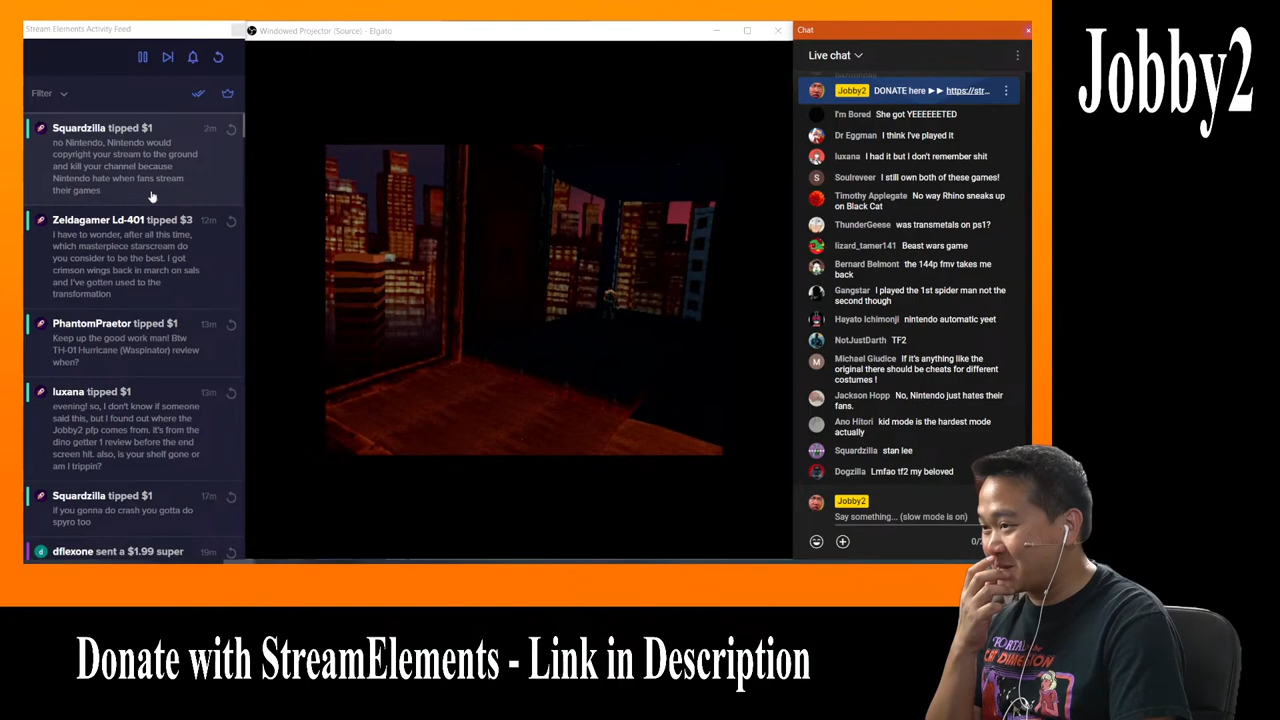 Stream Elements Activity Feed
Filter
Squardzilla tipped $1
2m
no Nintendo, Nintendo would
copyright your stream to the ground
and kill your channel because
Nintendo hate when fans stream
their games
Zeldagamer Ld-401 tipped $3
12m
I have to wonder, after all this time,
which masterpiece starscream do
you consider to be the best. I got
crimson wings back in march on sals
and I've gotten used to the
transformation
PhantomPraetor tipped $1
13m
Keep up the good work man! Btw
TH-01 Hurricane (Waspinator) review
when?
luxana tipped $1
13m
evening! so, I don't know if someone
said this, but I found out where the
Jobby2 pfp comes from. it's from the
dino getter 1 review before the end
screen hit. also, is your shelf gone or
am I trippin?
Squardzilla tipped $1
17m
If you gonna do crash you gotta do
spyro too
d dflexone sent a $1.99 super
19m
Windowed Projector (Source) - Elgato
Chat
Live chat
Jobby2 DONATE here ►► https://str...
I'm Bored She got YEEEEEETED
Dr Eggman I think I've played it
luxana I had it but I don't remember shit
S Soulreveer I still own both of these games!
Timothy Applegate No way Rhino sneaks up
on Black Cat
ThunderGeese was transmetals on ps1?
lizard_tamer141 Beast wars game
Bernard Belmont the 144p fmv takes me
back
Gangstar I played the 1st spider man not the
second though
Hayato Ichimonji nintendo automatic yeet
NotJustDarth TF2
M Michael Giudice If it's anything like the
original there should be cheats for different
costumes !
Jackson Hopp No, Nintendo just hates their
fans.
Ano Hitori kid mode is the hardest mode
actually
Squardzilla stan lee
Dogzilla Lmfao tf2 my beloved
Jobby2
Say something... (slow mode is on)
Jobby2
PORTAL
CAT DIMENSION
Donate with StreamElements - Link in Description